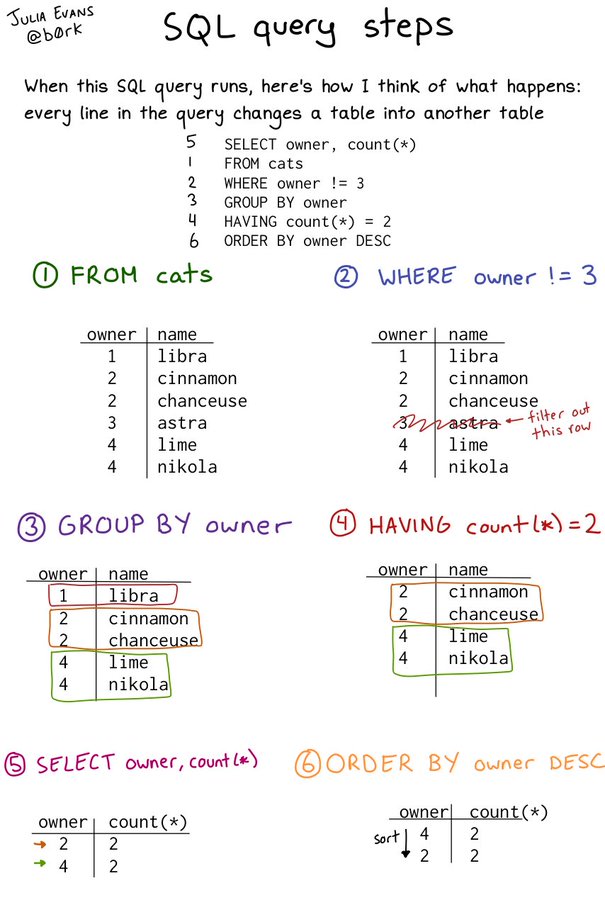 JULIA EVANS
@b0rk
SQL query steps
When this SQL query runs, here's how I think of what happens:
every line in the query changes a table into another table
5 SELECT owner, count(*)
1 FROM cats
2 WHERE owner != 3
3 GROUP BY owner
4 HAVING count(*) = 2
6 ORDER BY owner DESC
① FROM cats
owner name
1 libra
2 cinnamon
2 chanceuse
3 astra
4 lime
4 nikola
② WHERE owner != 3
owner name
1 libra
2 cinnamon
2 chanceuse
3 astra ← filter out
this row
4 lime
4 nikola
③ GROUP BY owner
owner name
1 libra
2 cinnamon
2 chanceuse
4 lime
4 nikola
④ HAVING count(*)=2
owner name
2 cinnamon
2 chanceuse
4 lime
4 nikola
⑤ SELECT owner, count(*)
owner count(*)
→ 2 2
→ 4 2
⑥ ORDER BY owner DESC
owner count(*)
sort ↓ 4 2
2 2